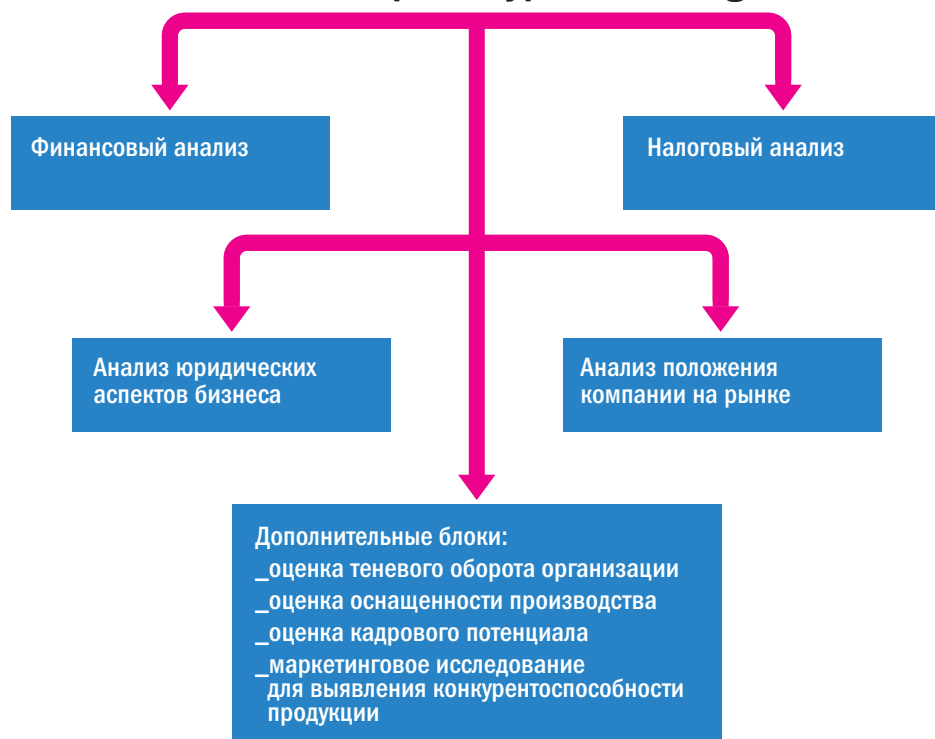 Финансовый анализ
Налоговый анализ
Анализ юридических
аспектов бизнеса
Анализ положения
компании на рынке
Дополнительные блоки:
_оценка теневого оборота организации
_оценка оснащенности производства
_оценка кадрового потенциала
_маркетинговое исследование
для выявления конкурентоспособности
продукции